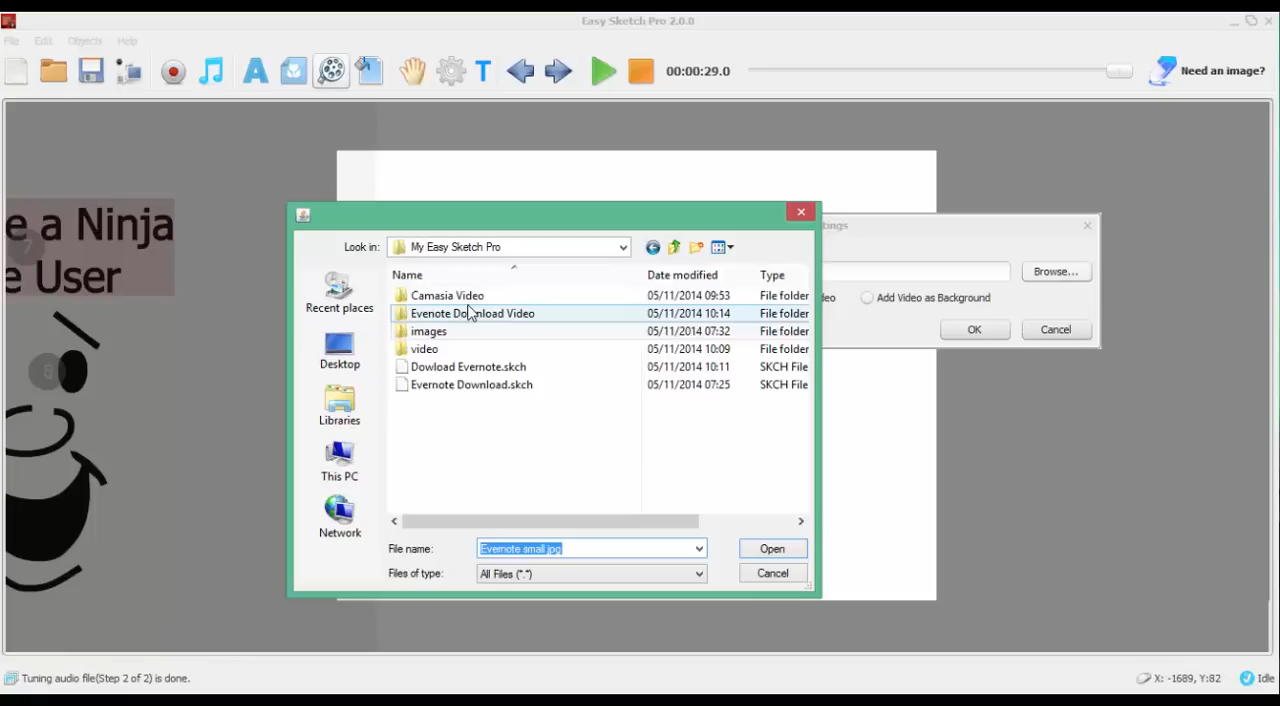 Easy Sketch Pro 2.0.0
File Edit Objects Help
A T 00:00:29.0 Need an image?
e a Ninja
e User
7
8
Look in: My Easy Sketch Pro
Name Date modified Type
Camasia Video 05/11/2014 09:53 File folder
Evenote Download Video 05/11/2014 10:14 File folder
images 05/11/2014 07:32 File folder
video 05/11/2014 10:09 File folder
Dowload Evernote.skch 05/11/2014 10:11 SKCH File
Evernote Download.skch 05/11/2014 07:25 SKCH File
Recent places
Desktop
Libraries
This PC
Network
File name: Evernote small.jpg Open
Files of type: All Files (*.*) Cancel
tings
Browse...
deo Add Video as Background
OK Cancel
Tuning audio file(Step 2 of 2) is done. X: -1689, Y:82 Idle